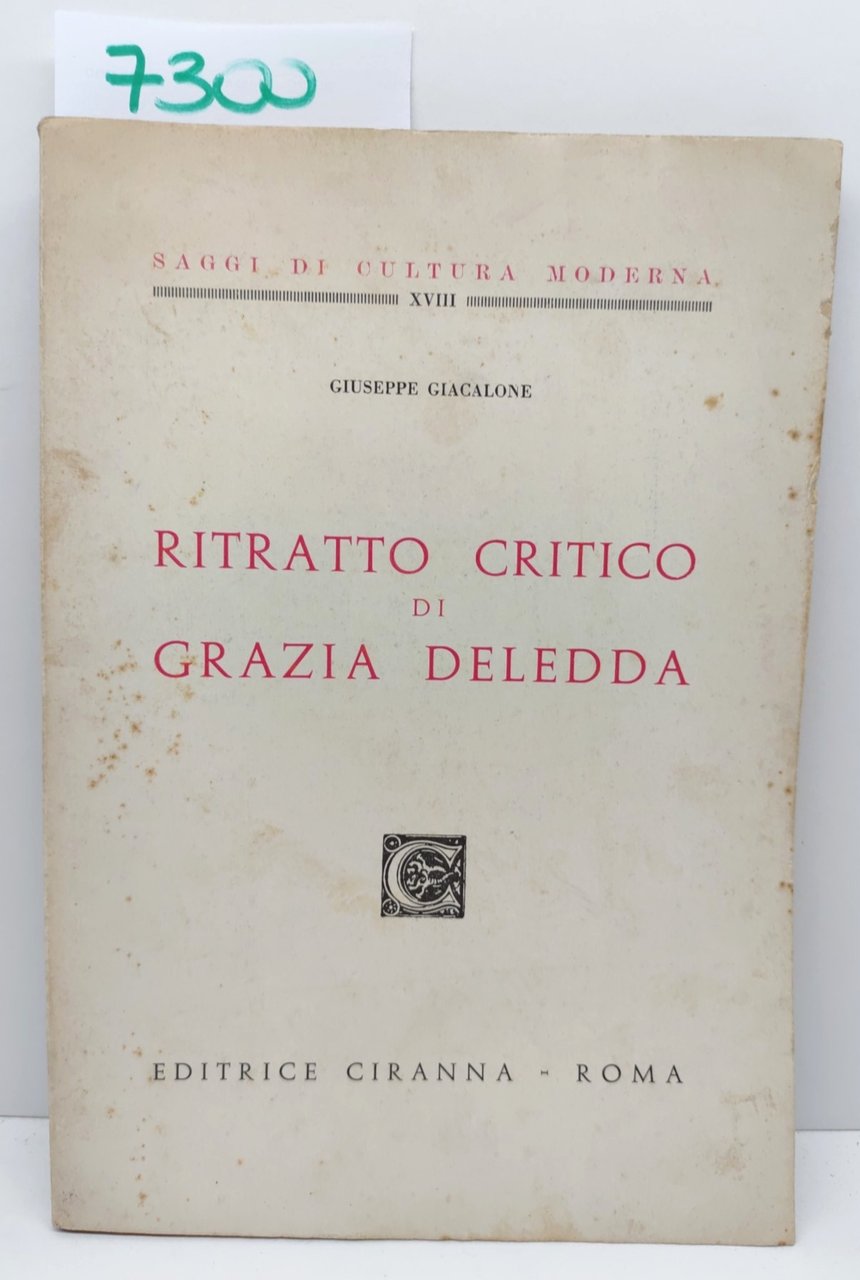 7300
SAGGI DI CULTURA MODERNA
XVIII
GIUSEPPE GIACALONE
RITRATTO CRITICO
DI
GRAZIA DELEDDA
C
EDITRICE CIRANNA - ROMA